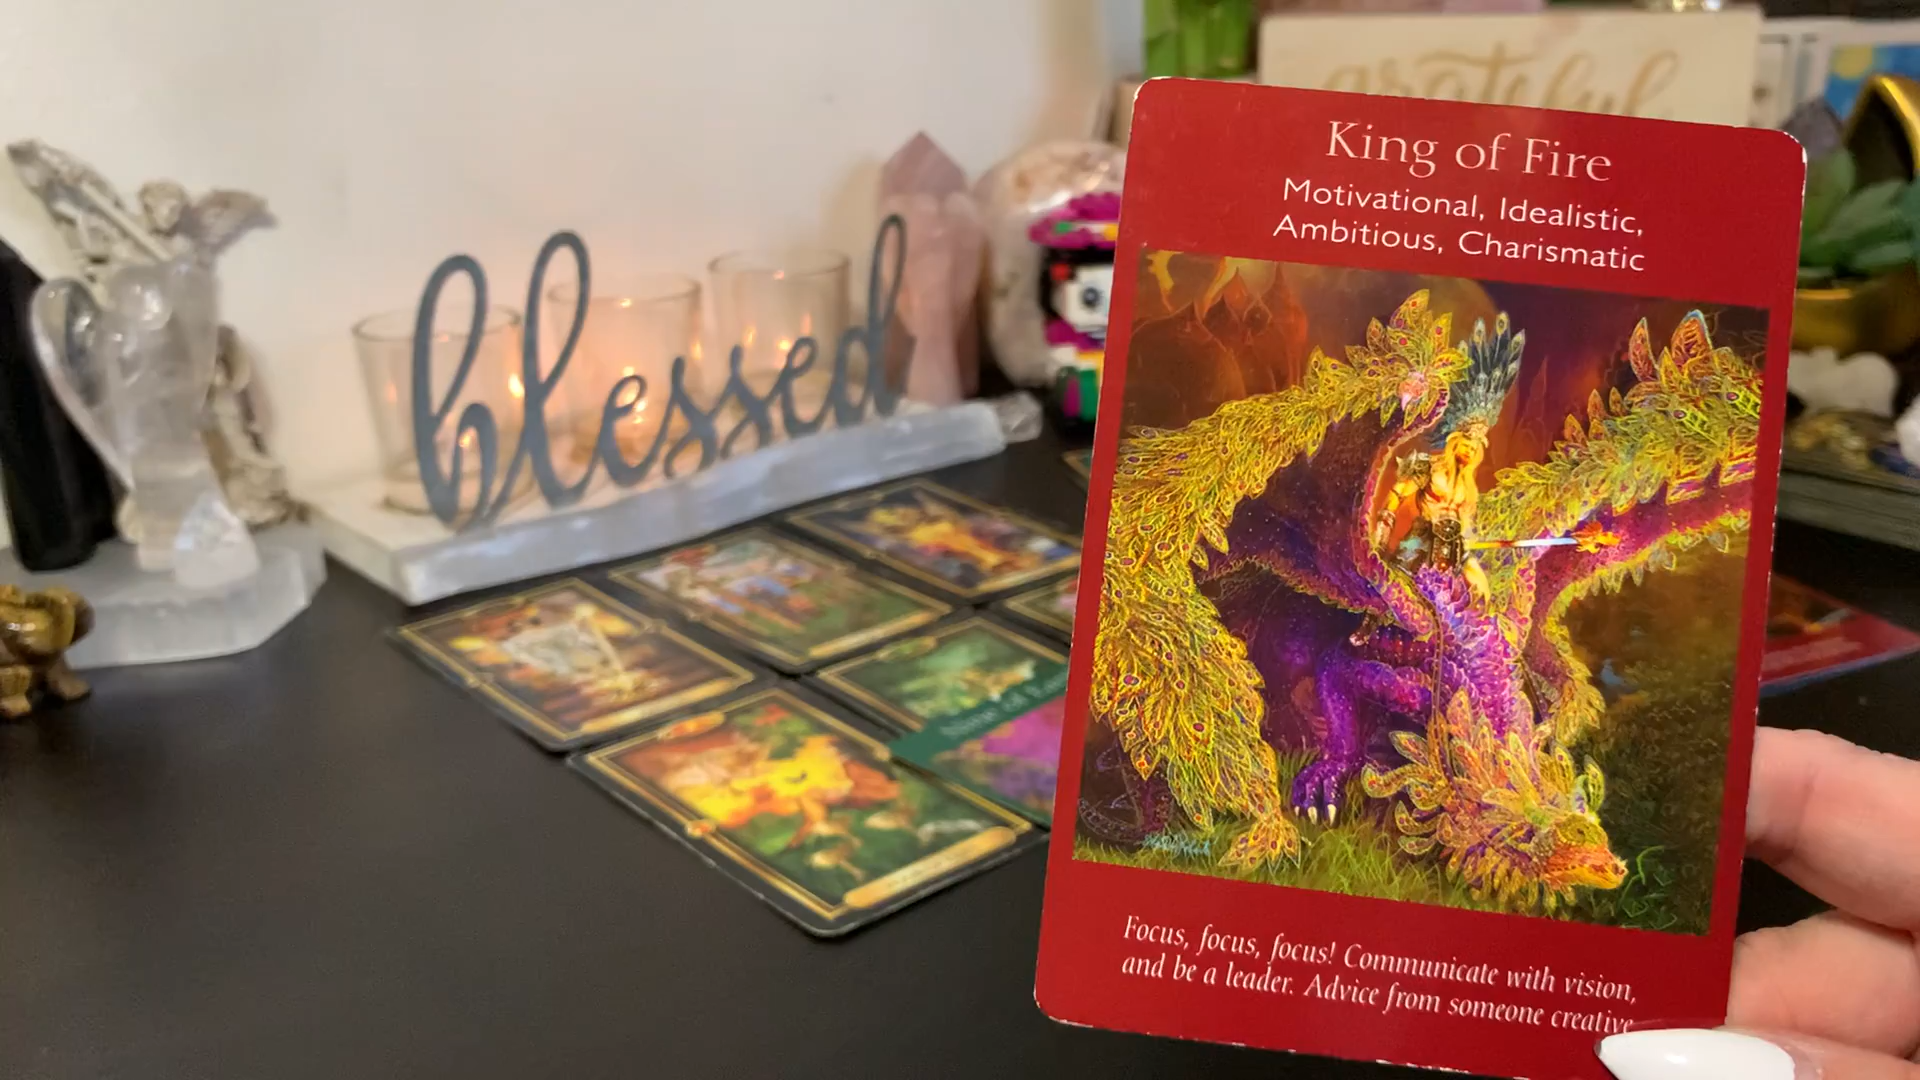 grateful
blessed
King of Fire
Motivational, Idealistic,
Ambitious, Charismatic
Focus, focus, focus! Communicate with vision,
and be a leader. Advice from someone creative